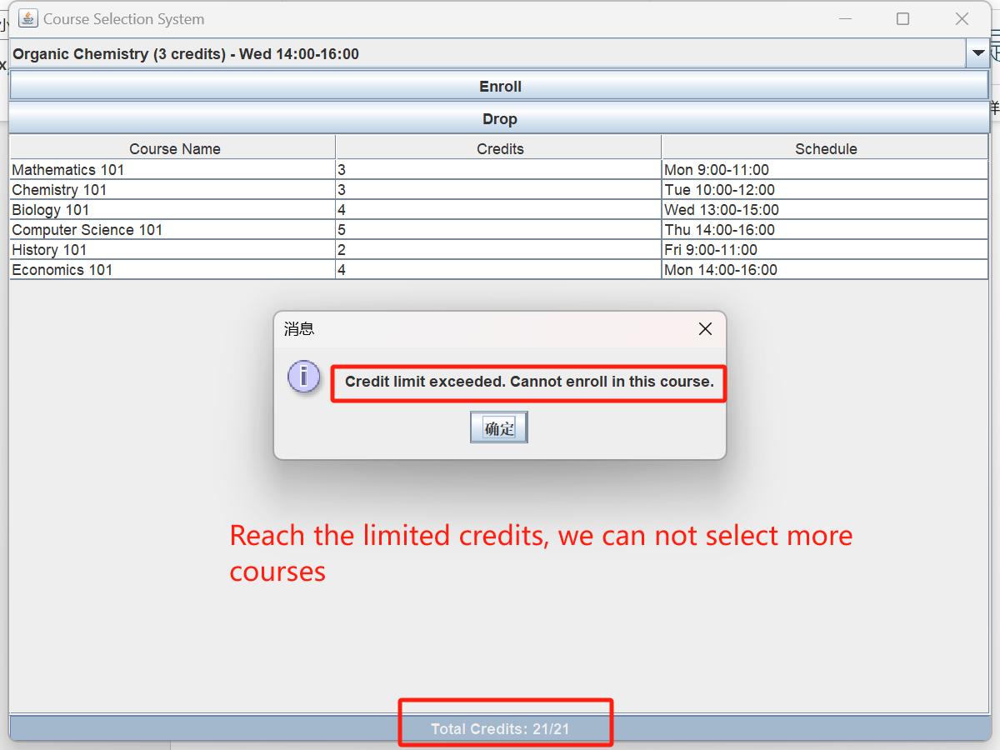 Course Selection System
Organic Chemistry (3 credits) - Wed 14:00-16:00
Enroll
Drop
Course Name Credits Schedule
Mathematics 101 3 Mon 9:00-11:00
Chemistry 101 3 Tue 10:00-12:00
Biology 101 4 Wed 13:00-15:00
Computer Science 101 5 Thu 14:00-16:00
History 101 2 Fri 9:00-11:00
Economics 101 4 Mon 14:00-16:00
消息
Credit limit exceeded. Cannot enroll in this course.
确定
Reach the limited credits, we can not select more
courses
Total Credits: 21/21